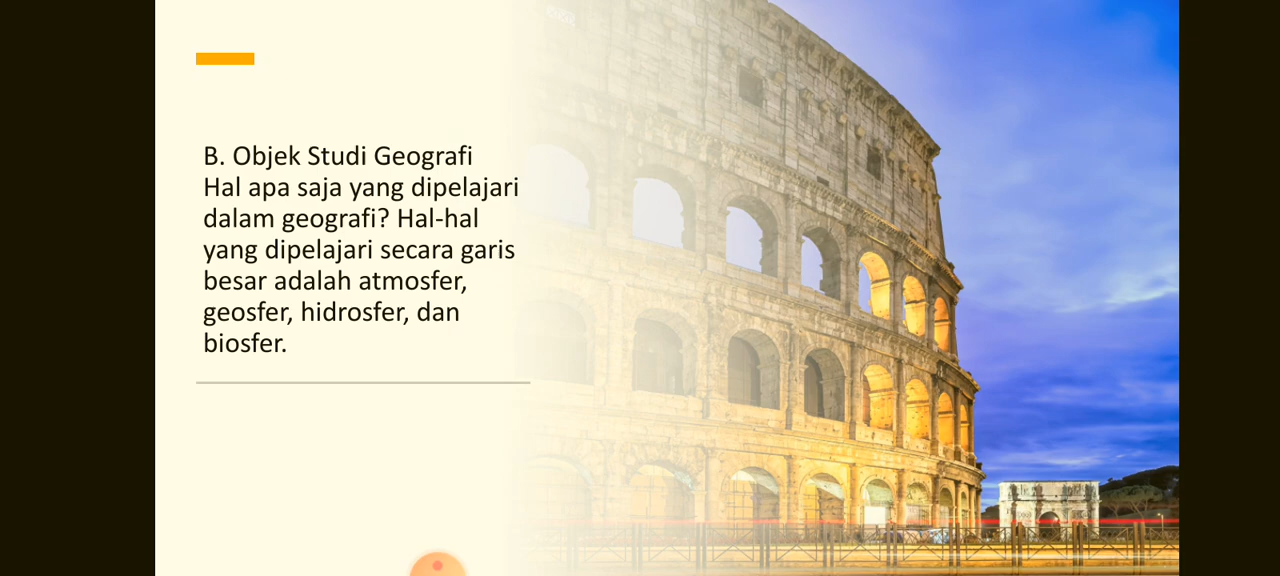 B. Objek Studi Geografi
Hal apa saja yang dipelajari
dalam geografi? Hal-hal
yang dipelajari secara garis
besar adalah atmosfer,
geosfer, hidrosfer, dan
biosfer.